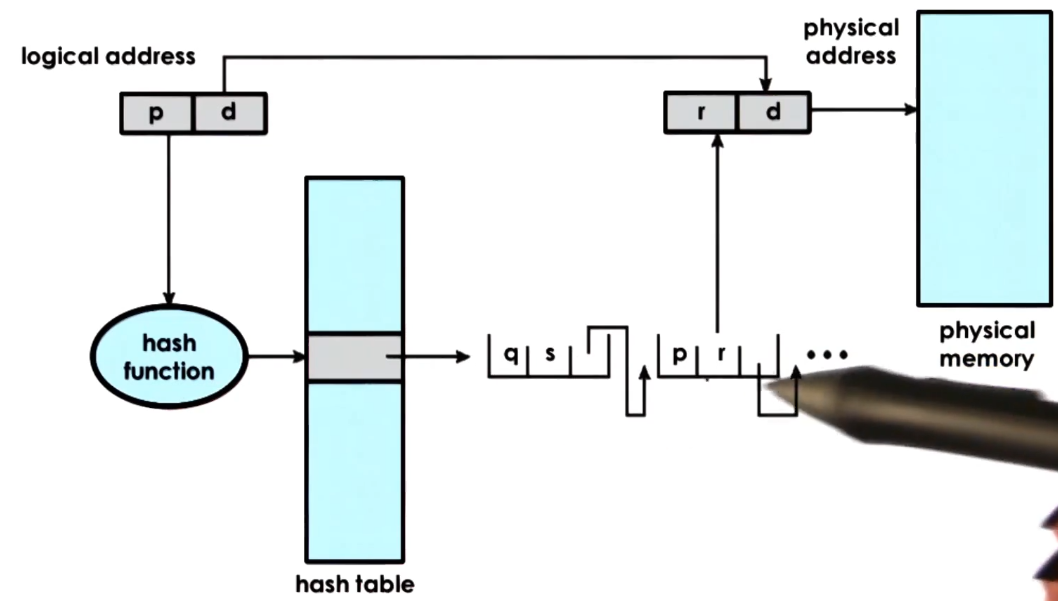 logical address
p d
physical
address
r d
hash
function
q s
p r
...
physical
memory
hash table